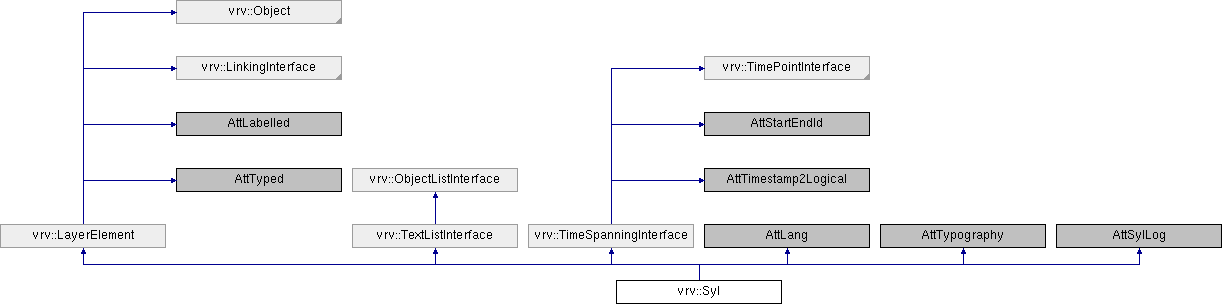 vrv::Object
vrv::LinkingInterface
vrv::TimePointInterface
AttLabelled
AttStartEndId
AttTyped
vrv::ObjectListInterface
AttTimestamp2Logical
vrv::LayerElement
vrv::TextListInterface
vrv::TimeSpanningInterface
AttLang
AttTypography
AttSylLog
vrv::Syl